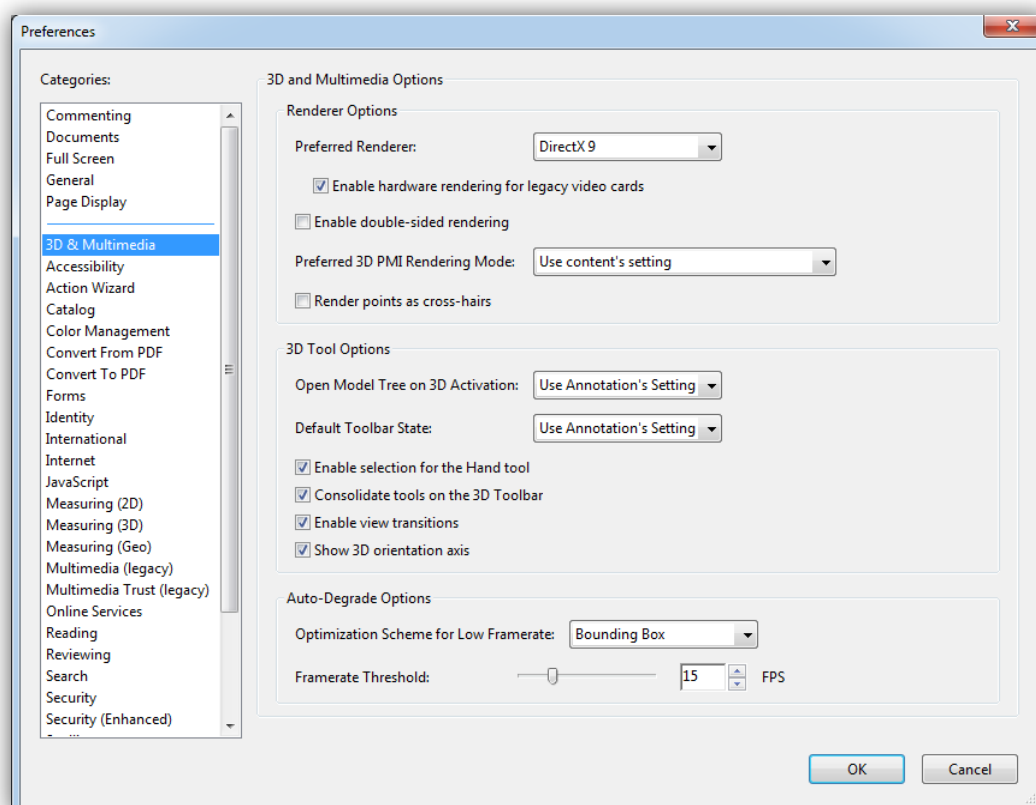 Preferences
Categories:
Commenting
Documents
Full Screen
General
Page Display
3D & Multimedia
Accessibility
Action Wizard
Catalog
Color Management
Convert From PDF
Convert To PDF
Forms
Identity
International
Internet
JavaScript
Measuring (2D)
Measuring (3D)
Measuring (Geo)
Multimedia (legacy)
Multimedia Trust (legacy)
Online Services
Reading
Reviewing
Search
Security
Security (Enhanced)
3D and Multimedia Options
Renderer Options
Preferred Renderer: DirectX 9
Enable hardware rendering for legacy video cards
Enable double-sided rendering
Preferred 3D PMI Rendering Mode: Use content's setting
Render points as cross-hairs
3D Tool Options
Open Model Tree on 3D Activation: Use Annotation's Setting
Default Toolbar State: Use Annotation's Setting
Enable selection for the Hand tool
Consolidate tools on the 3D Toolbar
Enable view transitions
Show 3D orientation axis
Auto-Degrade Options
Optimization Scheme for Low Framerate: Bounding Box
Framerate Threshold: 15 FPS
OK Cancel